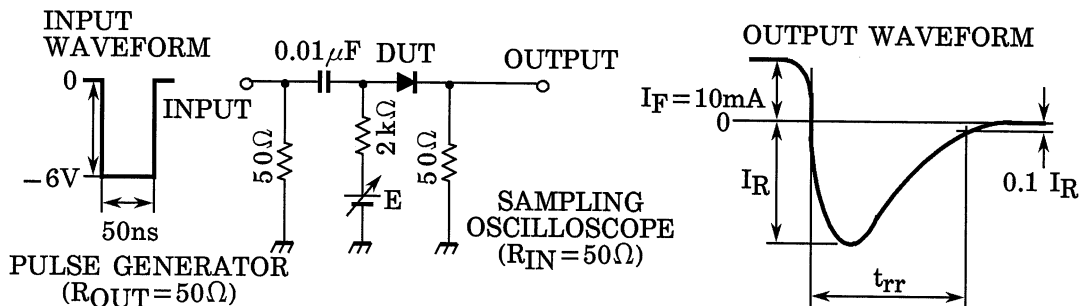 INPUT
WAVEFORM
0
-6V
50ns
PULSE GENERATOR
(ROUT=50Ω)
INPUT
0.01μF
DUT
OUTPUT
50Ω
2kΩ
E
50Ω
SAMPLING
OSCILLOSCOPE
(RIN=50Ω)
OUTPUT WAVEFORM
IF=10mA
0
IR
0.1 IR
trr